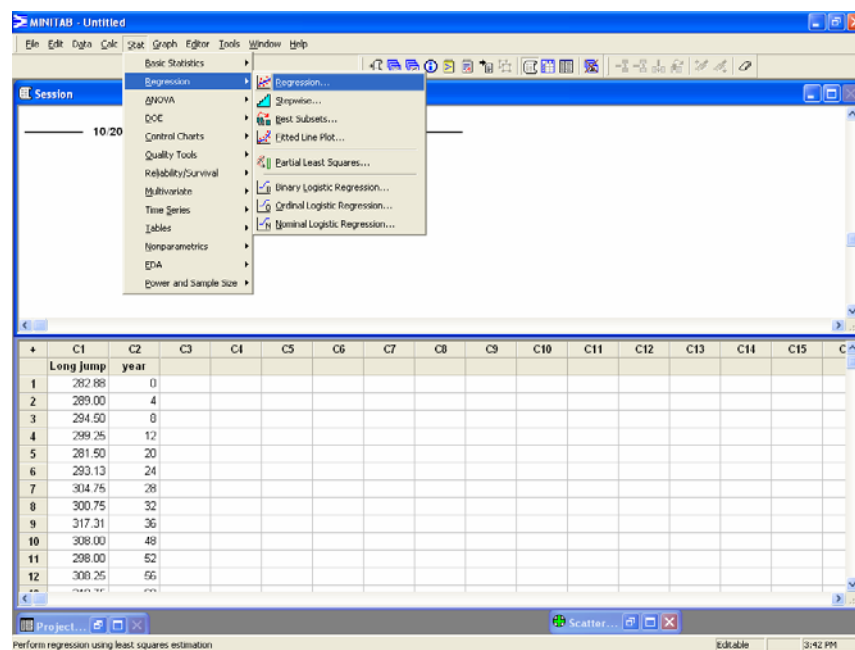 MINITAB - Untitled
File Edit Data Calc Stat Graph Editor Tools Window Help
Basic Statistics
Regression
ANOVA
DOE
Control Charts
Quality Tools
Reliability/Survival
Multivariate
Time Series
Tables
Nonparametrics
EDA
Power and Sample Size
Regression...
Stepwise...
Best Subsets...
Fitted Line Plot...
Partial Least Squares...
Binary Logistic Regression...
Ordinal Logistic Regression...
Nominal Logistic Regression...
Session
10/20
+ C1 C2 C3 C4 C5 C6 C7 C8 C9 C10 C11 C12 C13 C14 C15 C
Long jump year
1 282.88 0
2 289.00 4
3 294.50 8
4 299.25 12
5 281.50 20
6 293.13 24
7 304.75 28
8 300.75 32
9 317.31 36
10 308.00 48
11 298.00 52
12 308.25 56
Project... Scatter...
Perform regression using least squares estimation Editable 3:42 PM